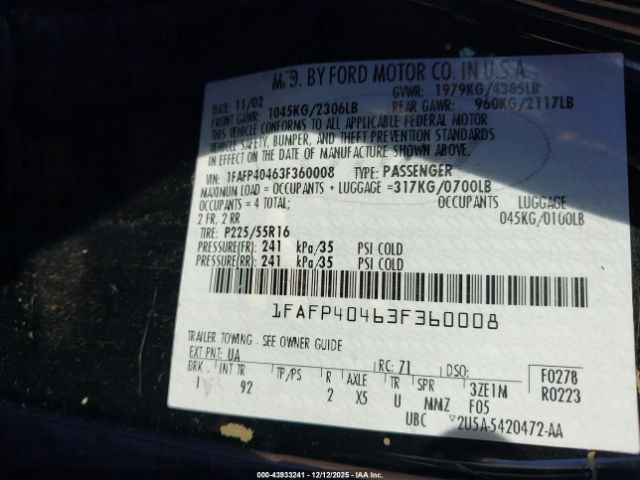 MFD. BY FORD MOTOR CO. IN U.S.A.
DATE: 11/02 GVWR: 1979KG/4365LB
FRONT GAWR: 1045KG/2306LB REAR GAWR: 960KG/2117LB
THIS VEHICLE CONFORMS TO ALL APPLICABLE FEDERAL MOTOR
VEHICLE SAFETY, BUMPER, AND THEFT PREVENTION STANDARDS
IN EFFECT ON THE DATE OF MANUFACTURE SHOWN ABOVE.
VIN: 1FAFP40463F360008 TYPE: PASSENGER
MAXIMUM LOAD = OCCUPANTS + LUGGAGE =317KG/0700LB
OCCUPANTS = 4 TOTAL; OCCUPANTS LUGGAGE
2 FR, 2 RR 045KG/0100LB
TIRE: P225/55R16
PRESSURE(FR): 241 kPa/35 PSI COLD
PRESSURE(RR): 241 kPa/35 PSI COLD
1FAFP40463F360008
TRAILER TOWING - SEE OWNER GUIDE
EXT PNT: UA RC: 71 DSO: F0278
BRK INT TR TP/PS R AXLE TR SPR 3ZE1M R0223
1 92 2 X5 U MMZ F05
UBC 2U5A-5420472-AA
000-43933241 - 12/12/2025 - IAAI.com